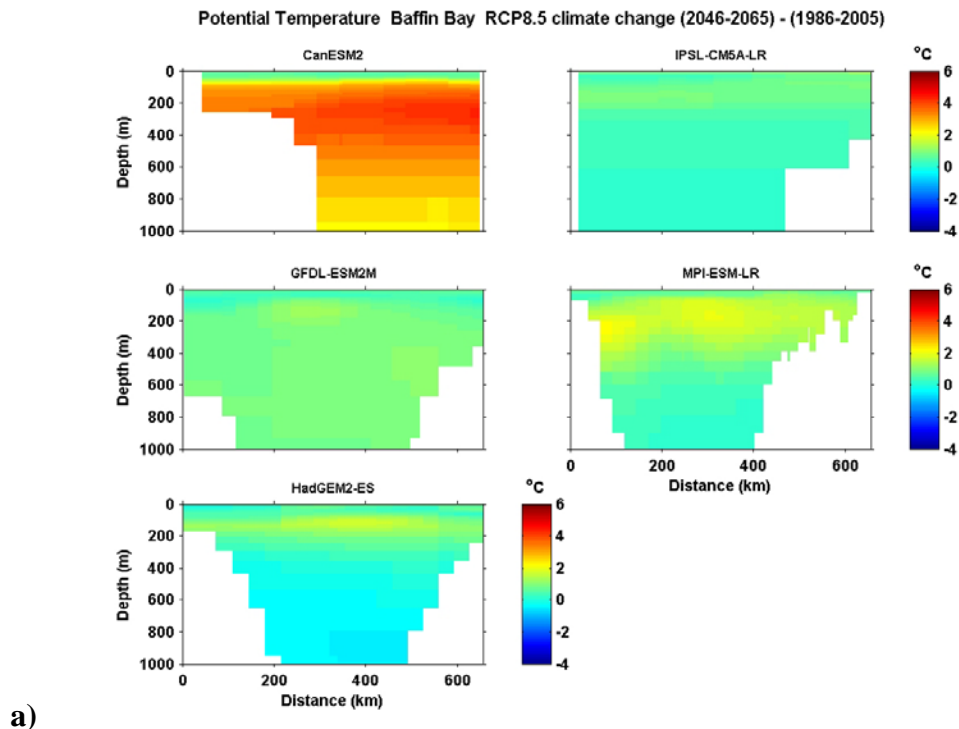 Potential Temperature Baffin Bay RCP8.5 climate change (2046-2065) - (1986-2005)
CanESM2
IPSL-CM5A-LR
°C
0
200
400
600
800
1000
Depth (m)
6
4
2
0
-2
-4
GFDL-ESM2M
MPI-ESM-LR
°C
0
200
400
600
800
1000
Depth (m)
0
200
400
600
Distance (km)
6
4
2
0
-2
-4
HadGEM2-ES
°C
0
200
400
600
800
1000
Depth (m)
0
200
400
600
Distance (km)
6
4
2
0
-2
-4
a)